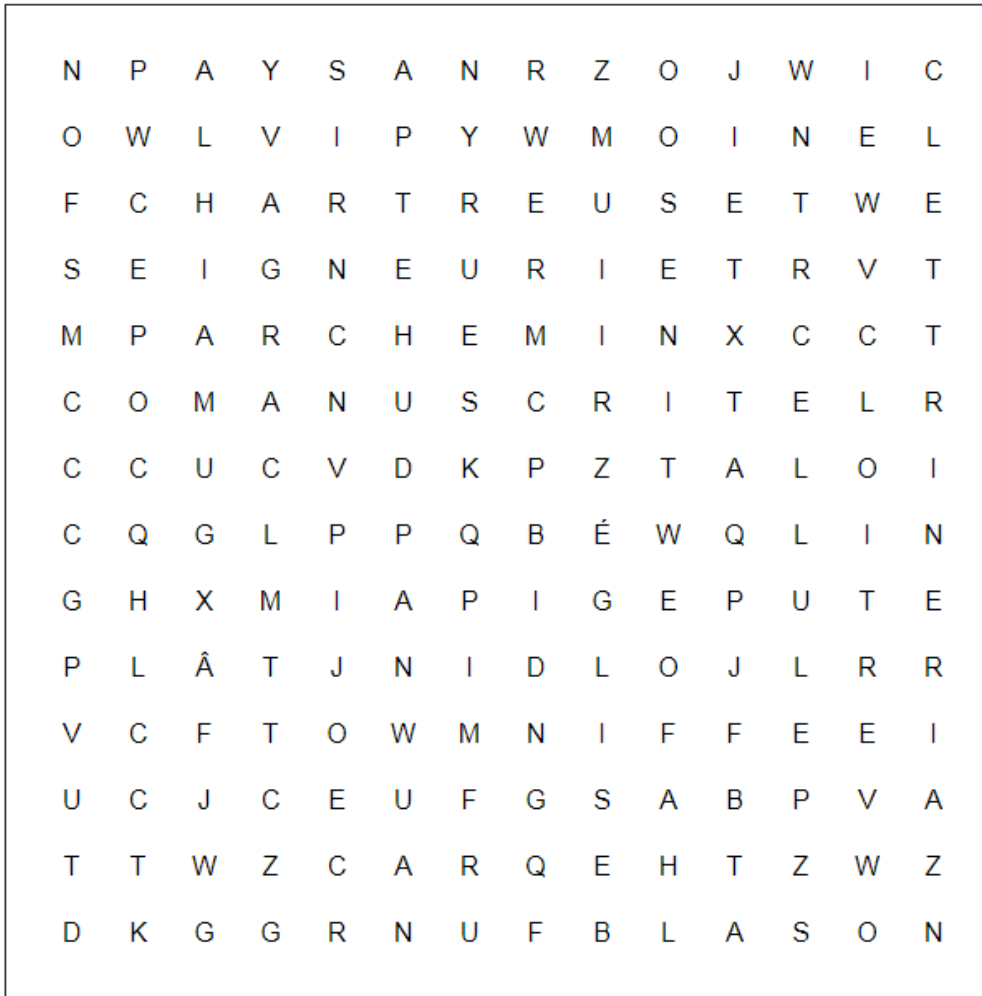 N P A Y S A N R Z O J W I C
O W L V I P Y W M O I N E L
F C H A R T R E U S E T W E
S E I G N E U R I E T R V T
M P A R C H E M I N X C C T
C O M A N U S C R I T E L R
C C U C V D K P Z T A L O I
C Q G L P P Q B É W Q L I N
G H X M I A P I G E P U T E
P L Â T J N I D L O J L R R
V C F T O W M N I F F E E I
U C J C E U F G S A B P V A
T T W Z C A R Q E H T Z W Z
D K G G R N U F B L A S O N